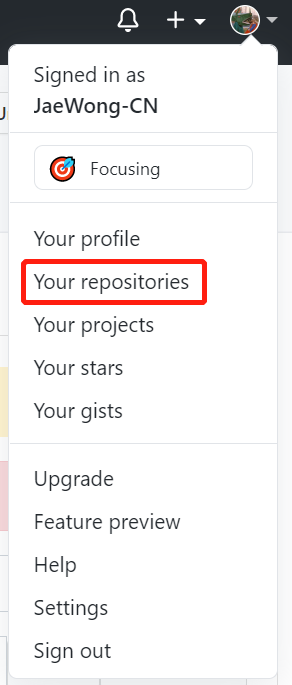 Signed in as
JaeWong-CN
Focusing
Your profile
Your repositories
Your projects
Your stars
Your gists
Upgrade
Feature preview
Help
Settings
Sign out